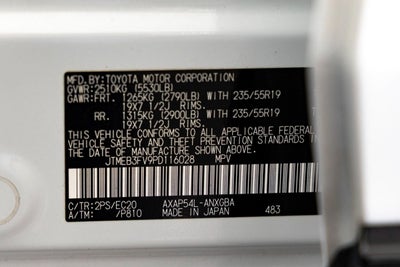 MFD.BY:TOYOTA MOTOR CORPORATION
GVWR:2510KG (5530LB)
GAWR:FRT. 1265KG (2790LB) WITH 235/55R19
19X7 1/2J RIMS.
RR. 1315KG (2900LB) WITH 235/55R19
19X7 1/2J RIMS.
THIS VEHICLE CONFORMS TO ALL APPLICABLE FEDERAL
VEHICLE SAFETY AND THEFT PREVENTION STANDARDS IN
THE DATE OF MANUFACTURE SHOWN ABOVE.
JTMEB3FV9PD116028 MPV
C/TR:2PS/EC20 AXAP54L-ANXGBA
A/TM: /P810 MADE IN JAPAN 483